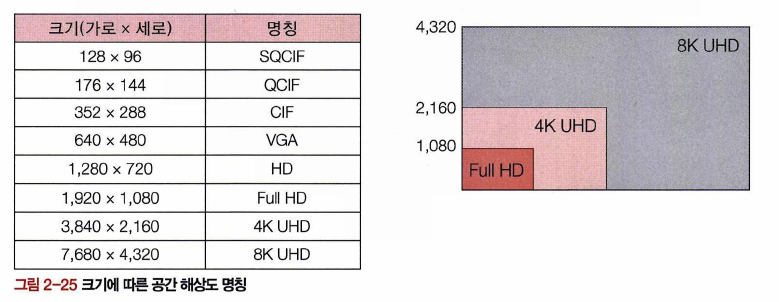 크기(가로 × 세로) 명칭
128 × 96 SQCIF
176 × 144 QCIF
352 × 288 CIF
640 × 480 VGA
1,280 × 720 HD
1,920 × 1,080 Full HD
3,840 × 2,160 4K UHD
7,680 × 4,320 8K UHD
그림 2-25 크기에 따른 공간 해상도 명칭
4,320
8K UHD
2,160
4K UHD
1,080
Full HD